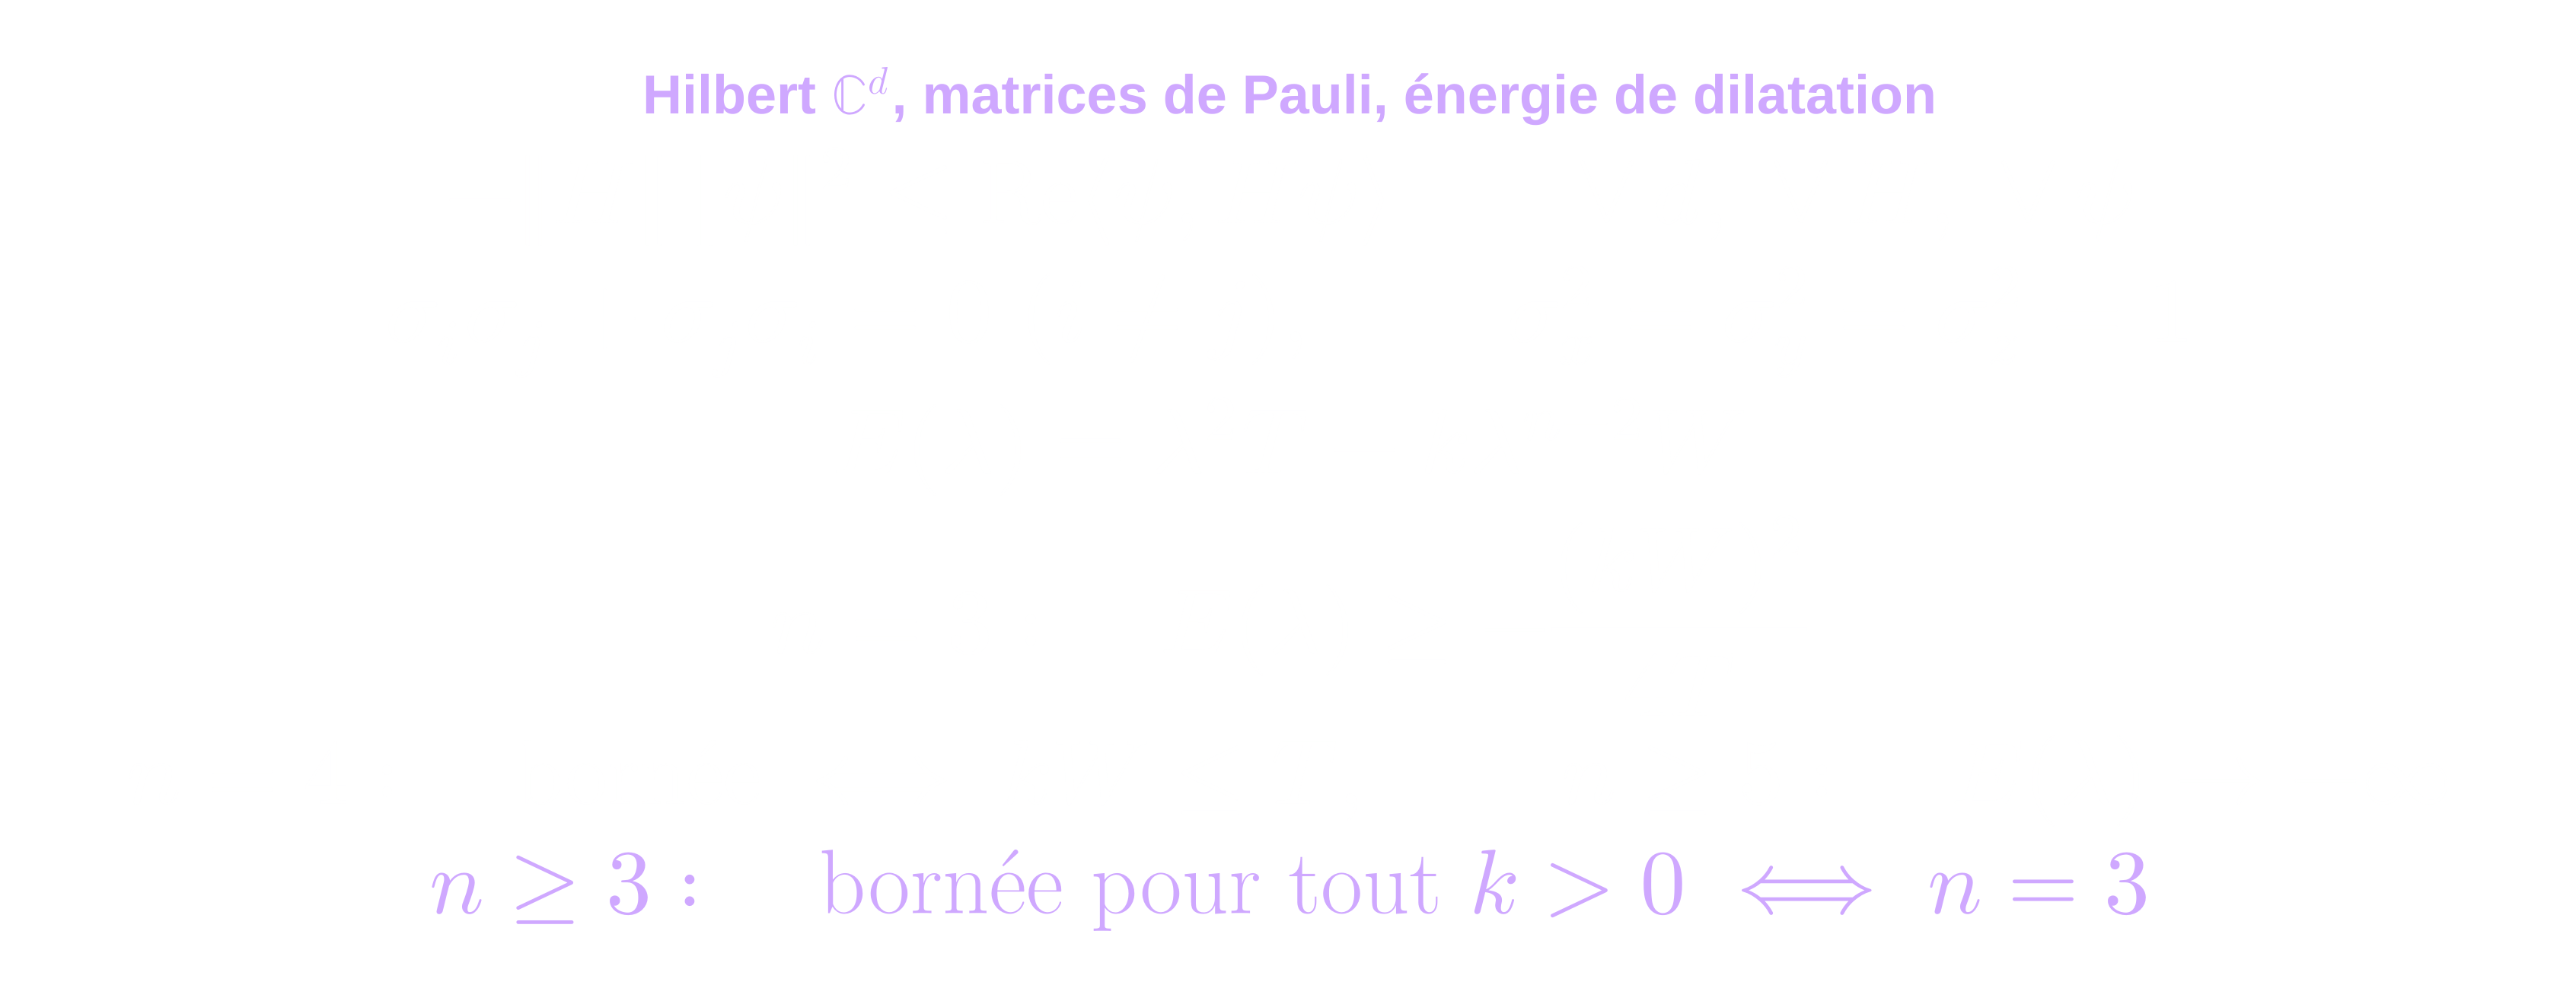 Hilbert ℂ^d, matrices de Pauli, énergie de dilatation
n ≥ 3 : bornée pour tout k > 0 ⟺ n = 3